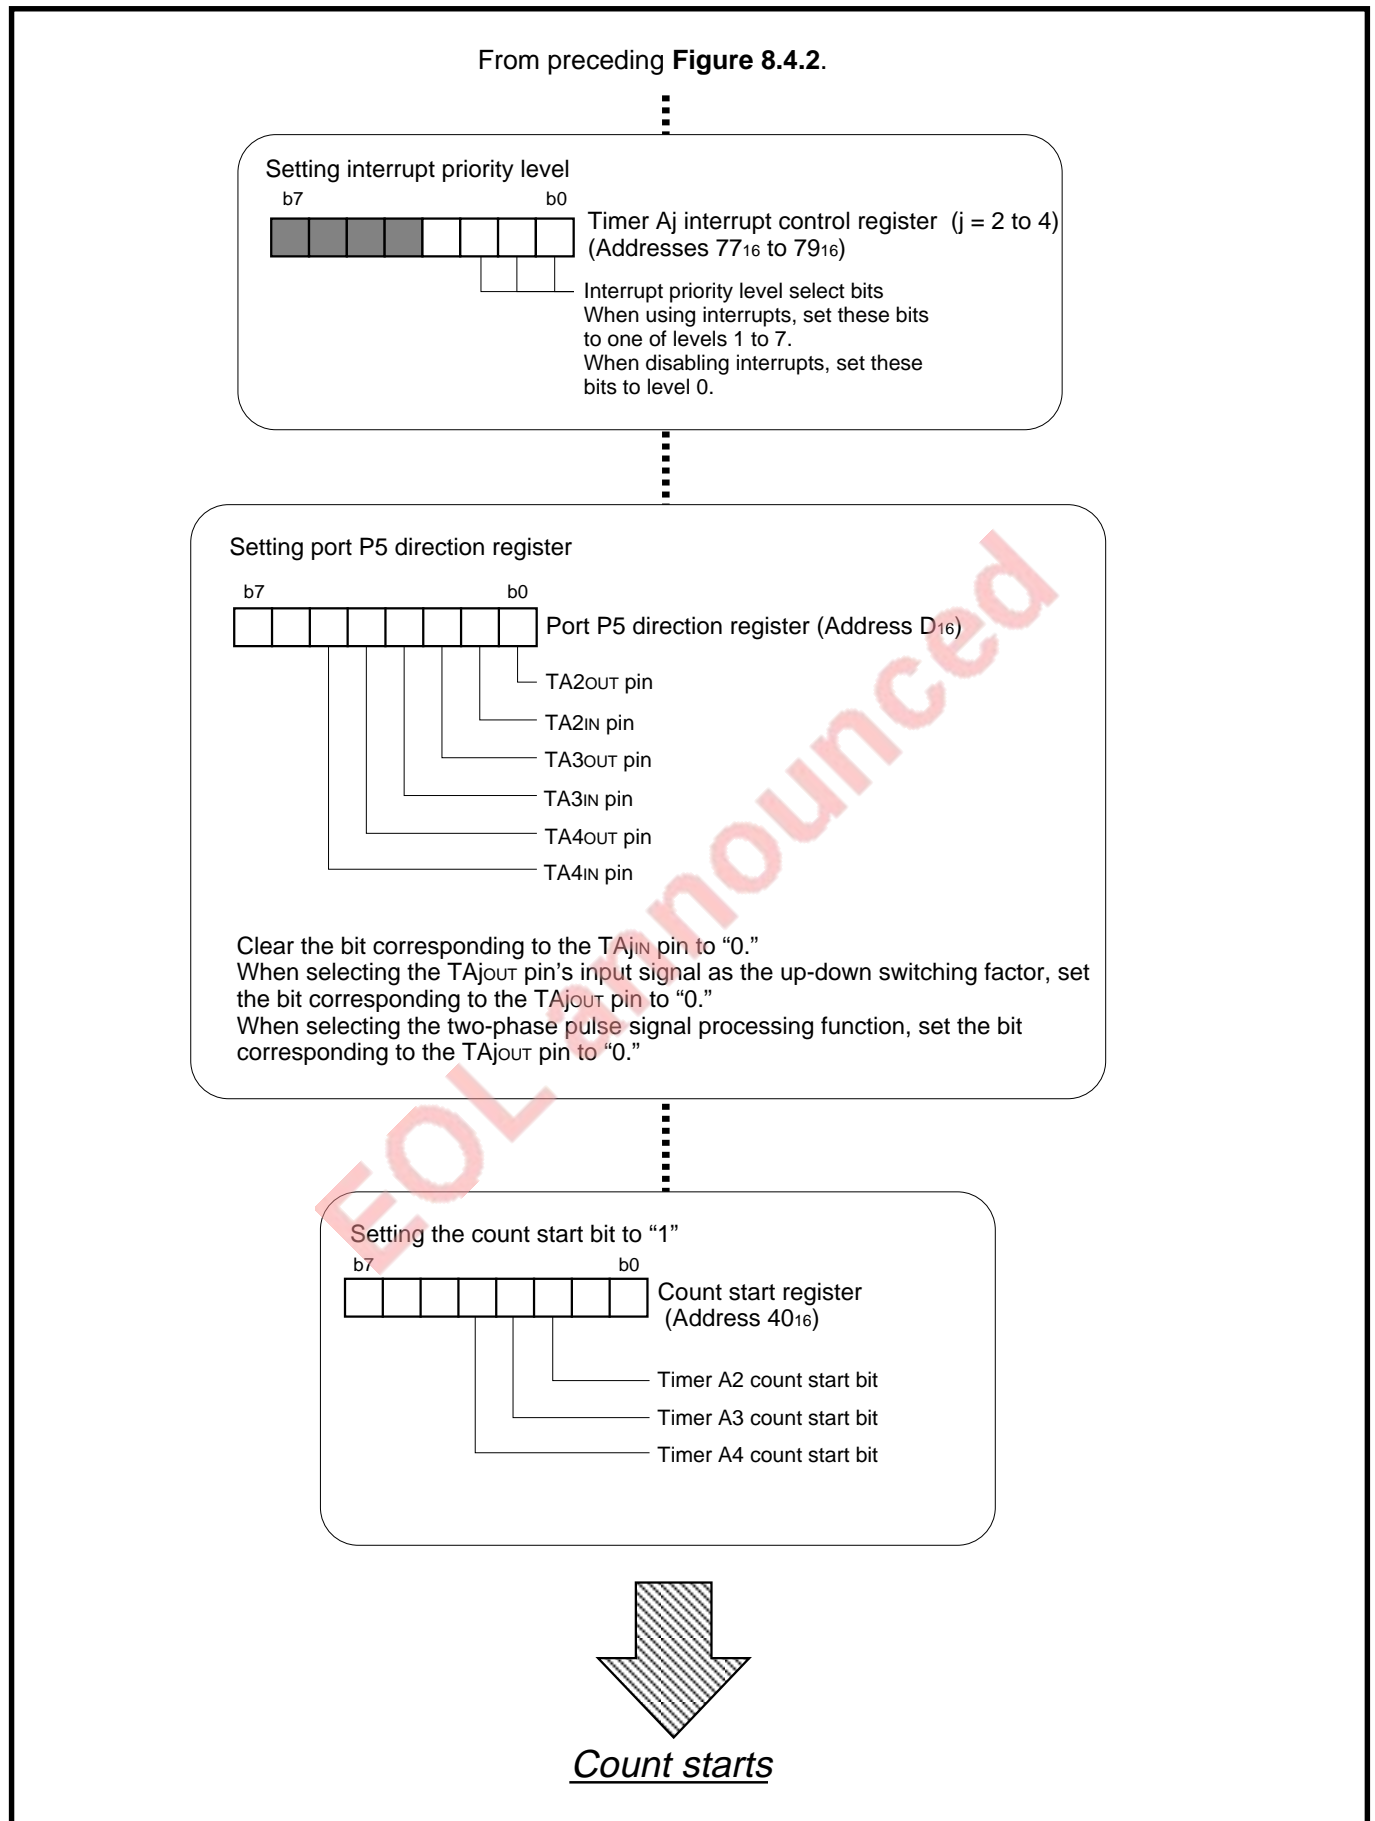 From preceding Figure 8.4.2.
Setting interrupt priority level
b7 b0
Timer Aj interrupt control register (j = 2 to 4)
(Addresses 7716 to 7916)
Interrupt priority level select bits
When using interrupts, set these bits
to one of levels 1 to 7.
When disabling interrupts, set these
bits to level 0.
Setting port P5 direction register
b7 b0
Port P5 direction register (Address D16)
TA2OUT pin
TA2IN pin
TA3OUT pin
TA3IN pin
TA4OUT pin
TA4IN pin
Clear the bit corresponding to the TAjIN pin to “0.”
When selecting the TAjOUT pin’s input signal as the up-down switching factor, set
the bit corresponding to the TAjOUT pin to “0.”
When selecting the two-phase pulse signal processing function, set the bit
corresponding to the TAjOUT pin to “0.”
EOL announced
Setting the count start bit to “1”
b7 b0
Count start register
(Address 4016)
Timer A2 count start bit
Timer A3 count start bit
Timer A4 count start bit
Count starts